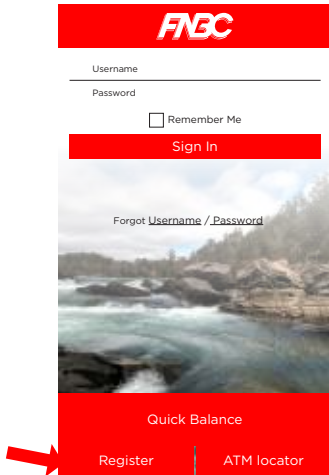 FNBC
Username
Password
Remember Me
Sign In
Forgot Username / Password
Quick Balance
Register
ATM locator